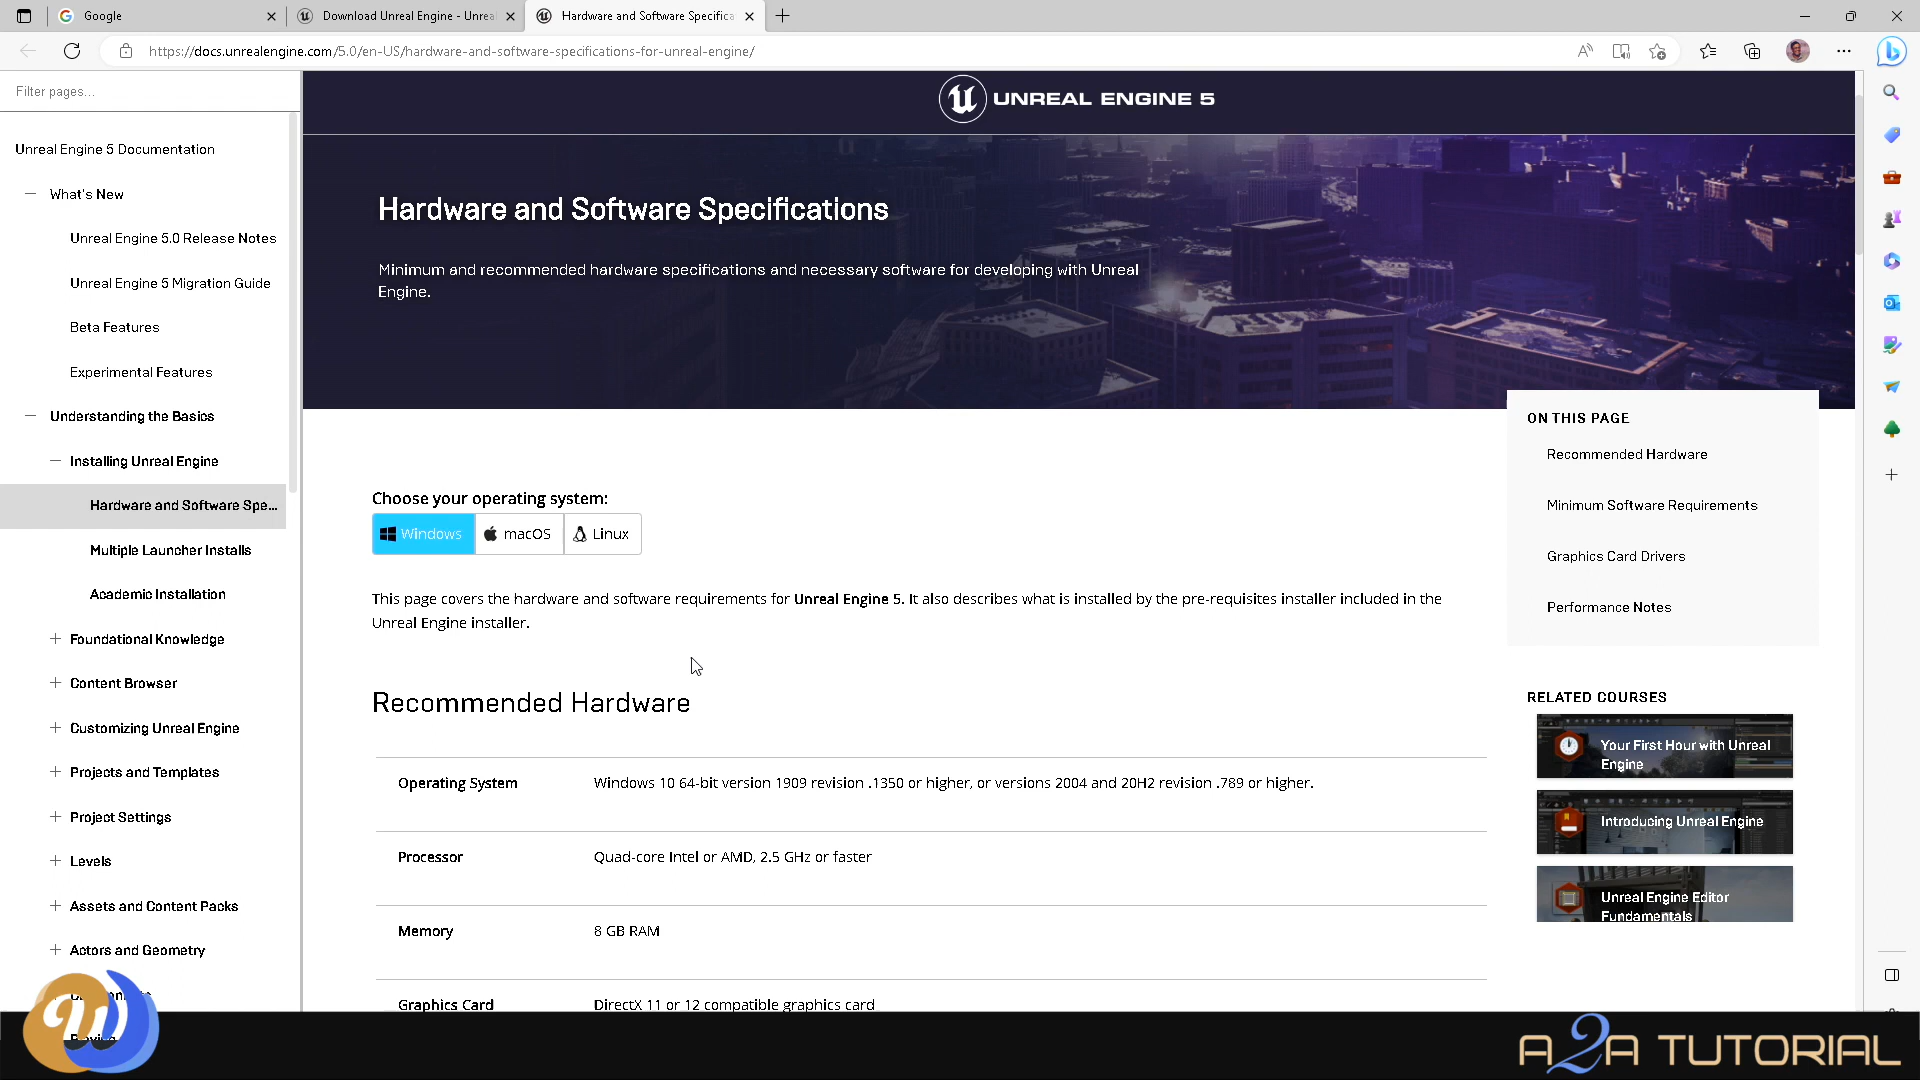 Google
Download Unreal Engine - Unreal
Hardware and Software Specifica
https://docs.unrealengine.com/5.0/en-US/hardware-and-software-specifications-for-unreal-engine/
Filter pages...
Unreal Engine 5 Documentation
What's New
Unreal Engine 5.0 Release Notes
Unreal Engine 5 Migration Guide
Beta Features
Experimental Features
Understanding the Basics
Installing Unreal Engine
Hardware and Software Spe...
Multiple Launcher Installs
Academic Installation
Foundational Knowledge
Content Browser
Customizing Unreal Engine
Projects and Templates
Project Settings
Levels
Assets and Content Packs
Actors and Geometry
UNREAL ENGINE 5
Hardware and Software Specifications
Minimum and recommended hardware specifications and necessary software for developing with Unreal
Engine.
Choose your operating system:
Windows macOS Linux
This page covers the hardware and software requirements for Unreal Engine 5. It also describes what is installed by the pre-requisites installer included in the
Unreal Engine installer.
Recommended Hardware
Operating System Windows 10 64-bit version 1909 revision .1350 or higher, or versions 2004 and 20H2 revision .789 or higher.
Processor Quad-core Intel or AMD, 2.5 GHz or faster
Memory 8 GB RAM
Graphics Card DirectX 11 or 12 compatible graphics card
ON THIS PAGE
Recommended Hardware
Minimum Software Requirements
Graphics Card Drivers
Performance Notes
RELATED COURSES
Your First Hour with Unreal
Engine
Introducing Unreal Engine
Unreal Engine Editor
Fundamentals
A2A TUTORIAL